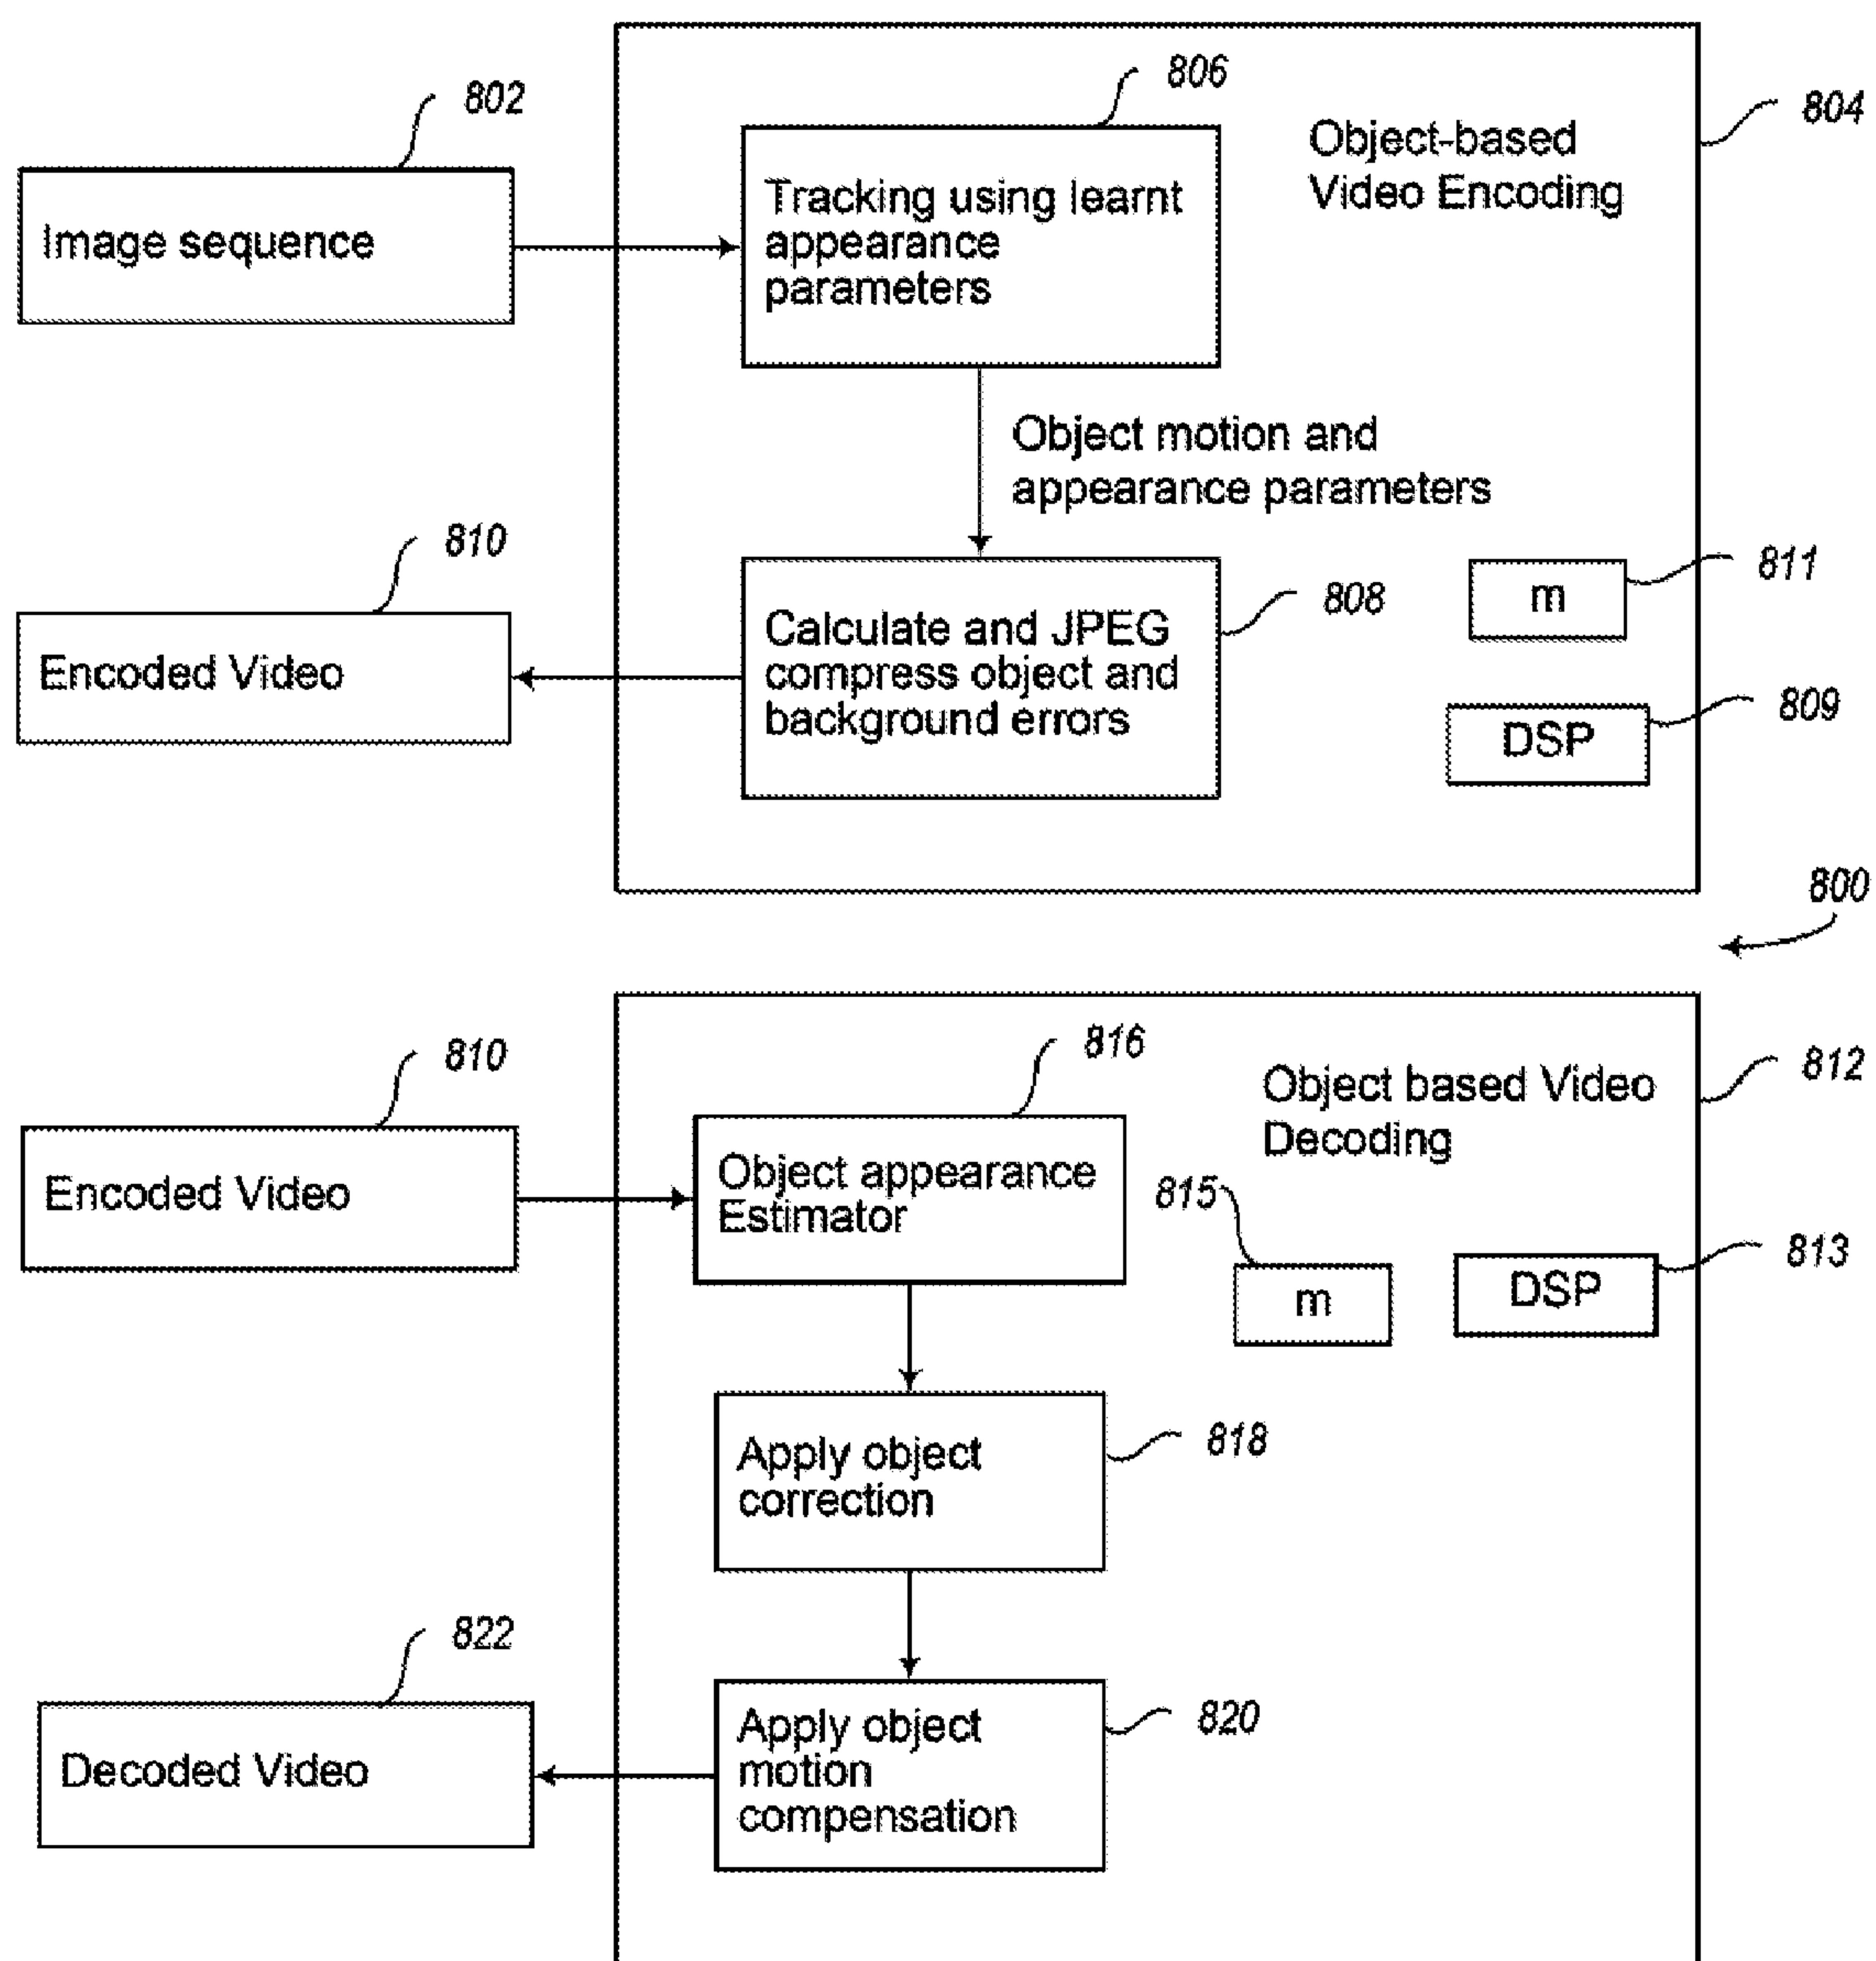 806
802
804
Object-based
Video Encoding
Tracking using learnt
appearance
parameters
Image sequence
Object motion and
appearance parameters
810
811
m
808
Calculate and JPEG
compress object and
background errors
Encoded Video
809
DSP
800
816
810
812
Object based Video
Decoding
Object appearance
Estimator
Encoded Video
815
813
m
DSP
818
Apply object
correction
822
820
Apply object
motion
compensation
Decoded Video